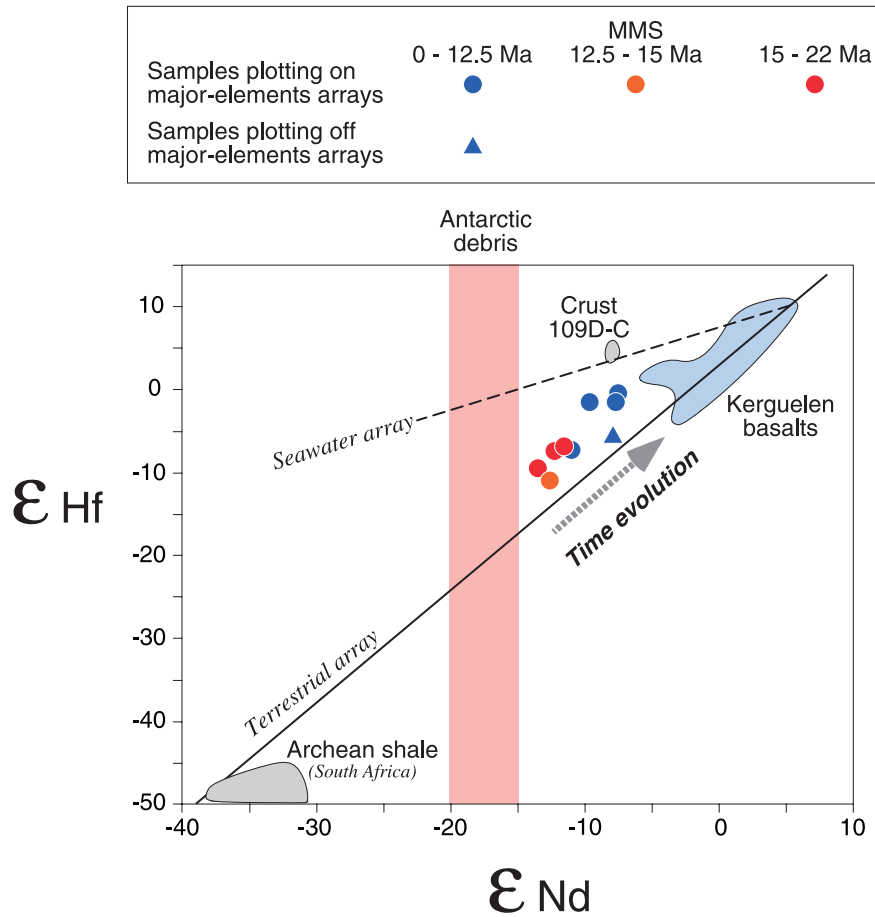 MMS
0 - 12.5 Ma 12.5 - 15 Ma 15 - 22 Ma
Samples plotting on
major-elements arrays
Samples plotting off
major-elements arrays
Antarctic
debris
Crust
109D-C
Kerguelen
basalts
Seawater array
Time evolution
Terrestrial array
Archean shale
(South Africa)
10
0
-10
-20
-30
-40
-50
-40 -30 -20 -10 0 10
ε Hf
ε Nd